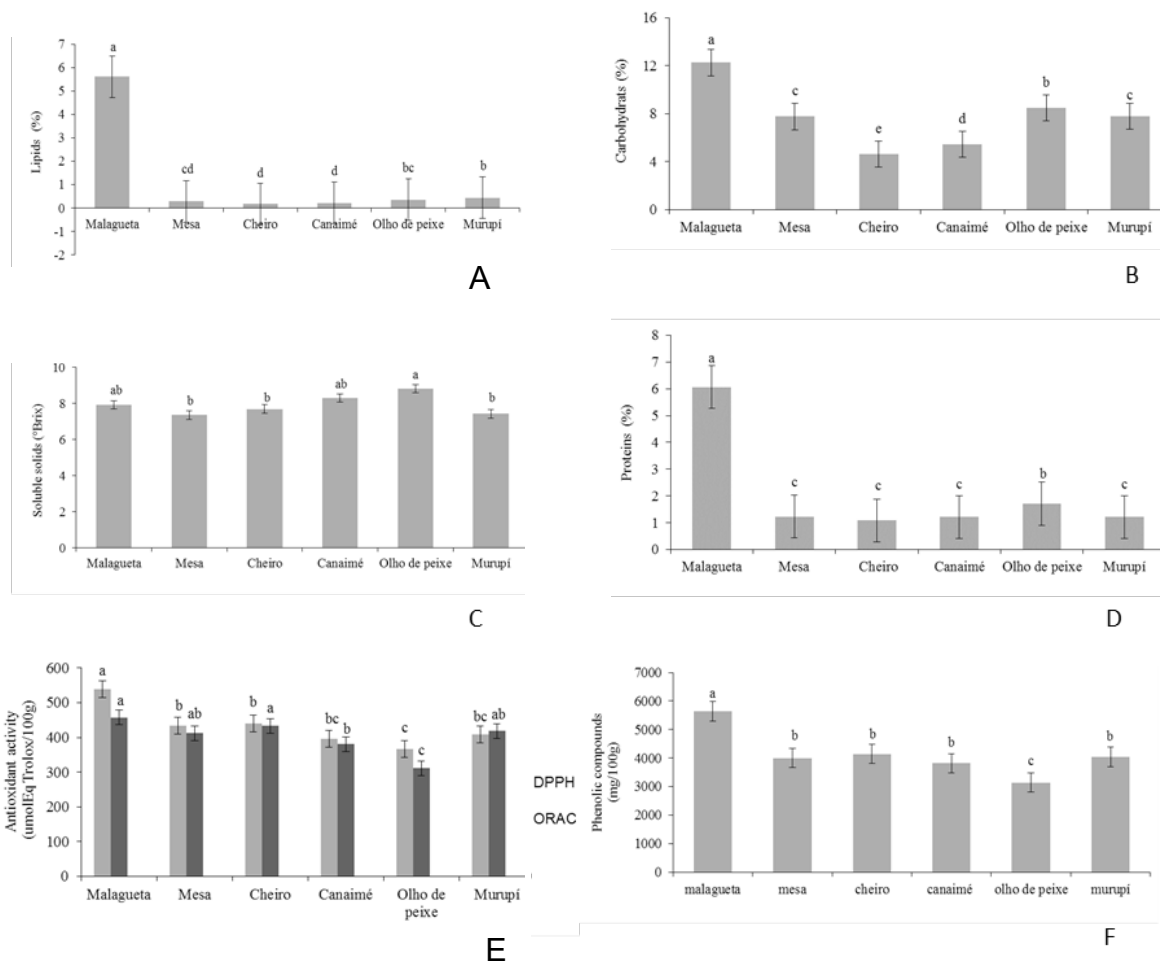 Lipids (%)
7
6
5
4
3
2
1
0
-1
-2
a
cd
d
d
bc
b
Malagueta Mesa Cheiro Canaimé Olho de peixe Murupí
A
Carbohydrats (%)
16
12
8
4
0
a
c
e
d
b
c
Malagueta Mesa Cheiro Canaimé Olho de peixe Murupí
B
Soluble solids (°Brix)
10
8
6
4
2
0
ab
b
b
ab
a
b
Malagueta Mesa Cheiro Canaimé Olho de peixe Murupí
C
Proteins (%)
8
7
6
5
4
3
2
1
0
a
c
c
c
b
c
Malagueta Mesa Cheiro Canaimé Olho de peixe Murupí
D
Antioxidant activity
(umolEq Trolox/100g)
600
500
400
300
200
100
0
a
a
b
ab
b
a
bc
b
c
c
bc
ab
Malagueta Mesa Cheiro Canaimé Olho de Murupí
peixe
DPPH
ORAC
E
Phenolic compounds
(mg/100g)
7000
6000
5000
4000
3000
2000
1000
0
a
b
b
b
c
b
malagueta mesa cheiro canaimé olho de peixe murupí
F